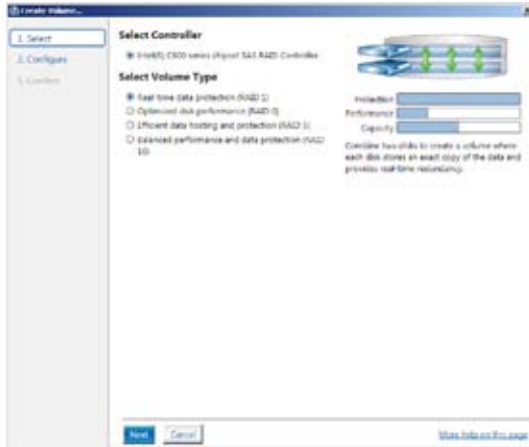 Create Volume...
1. Select
2. Configure
3. Confirm
Select Controller
Intel(R) C600 series chipset SAS RAID Controller
Select Volume Type
Real-time data protection (RAID 1)
Optimized disk performance (RAID 0)
Efficient data hosting and protection (RAID 5)
Balanced performance and data protection (RAID
10)
Protection
Performance
Capacity
Combine two disks to create a volume where
each disk stores an exact copy of the data and
provides real-time redundancy.
Next
Cancel
More help on this page